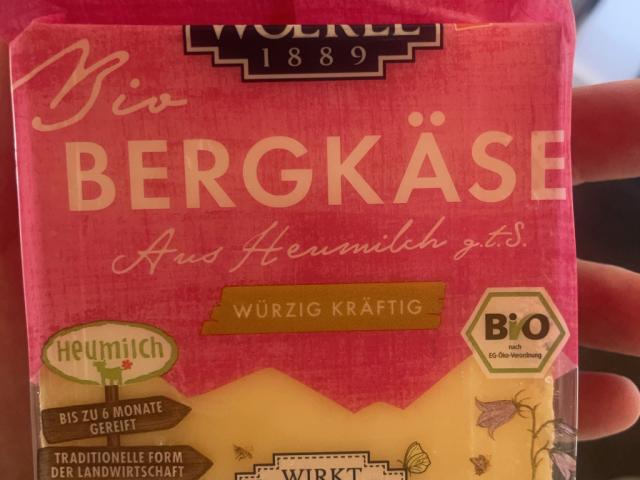 1889
Bio
BERGKÄSE
Aus Heumilch g.t.S.
WÜRZIG KRÄFTIG
Bio
nach
EG-Öko-Verordnung
Heumilch
BIS ZU 6 MONATE
GEREIFT
TRADITIONELLE FORM
DER LANDWIRTSCHAFT
WIRKT